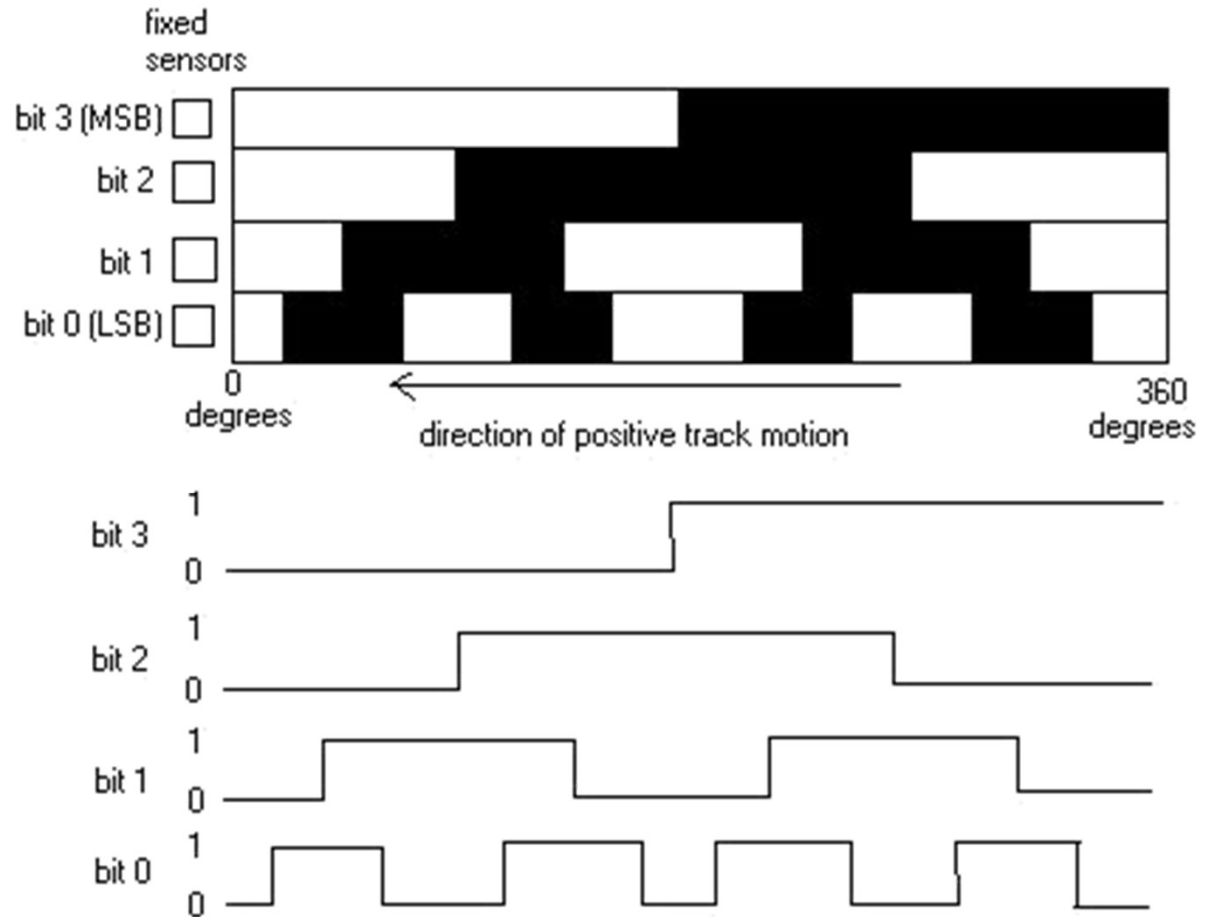 fixed
sensors
bit 3 (MSB)
bit 2
bit 1
bit 0 (LSB)
0
degrees
360
degrees
direction of positive track motion
1
bit 3
0
1
bit 2
0
1
bit 1
0
1
bit 0
0